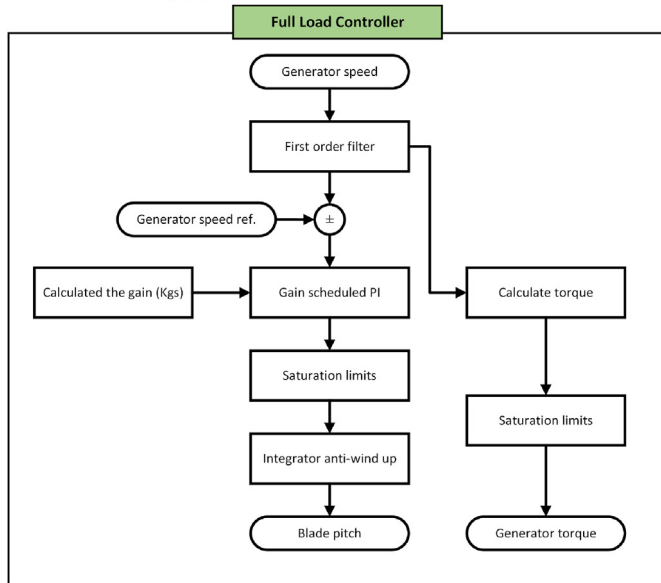 Full Load Controller
Generator speed
First order filter
Generator speed ref.
±
Calculated the gain (Kgs)
Gain scheduled PI
Calculate torque
Saturation limits
Saturation limits
Integrator anti-wind up
Blade pitch
Generator torque